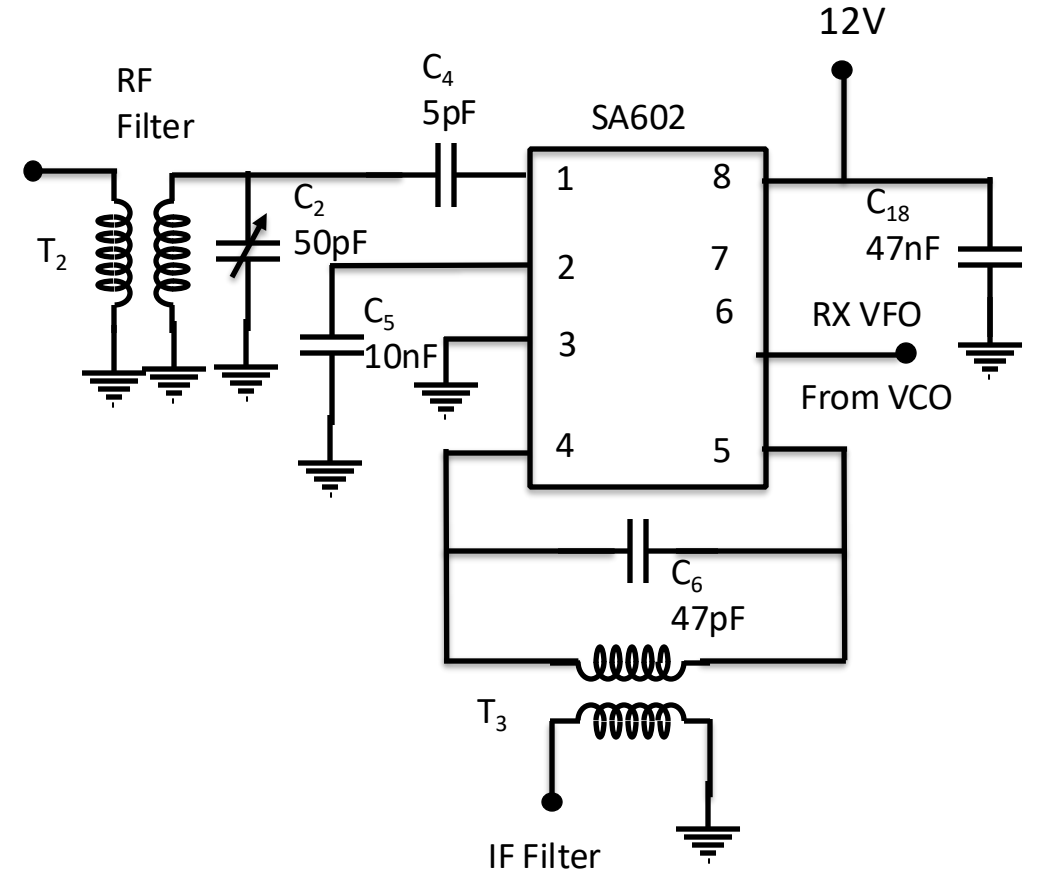 12V
RF
Filter
C4
5pF
SA602
T2
C2
50pF
C5
10nF
1
2
3
4
8
7
6
5
C18
47nF
RX VFO
From VCO
C6
47pF
T3
IF Filter